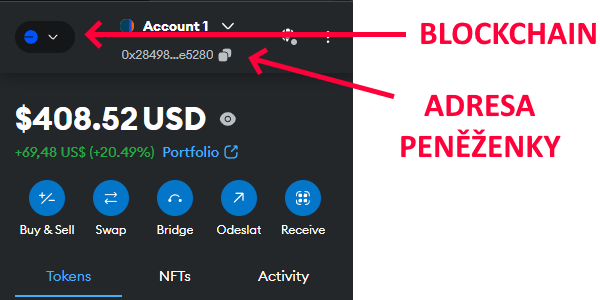 Account 1
BLOCKCHAIN
0x28498...e5280
ADRESA
PENĚŽENKY
$408.52 USD
+69,48 US$ (+20.49%) Portfolio
Buy & Sell Swap Bridge Odeslat Receive
Tokens NFTs Activity